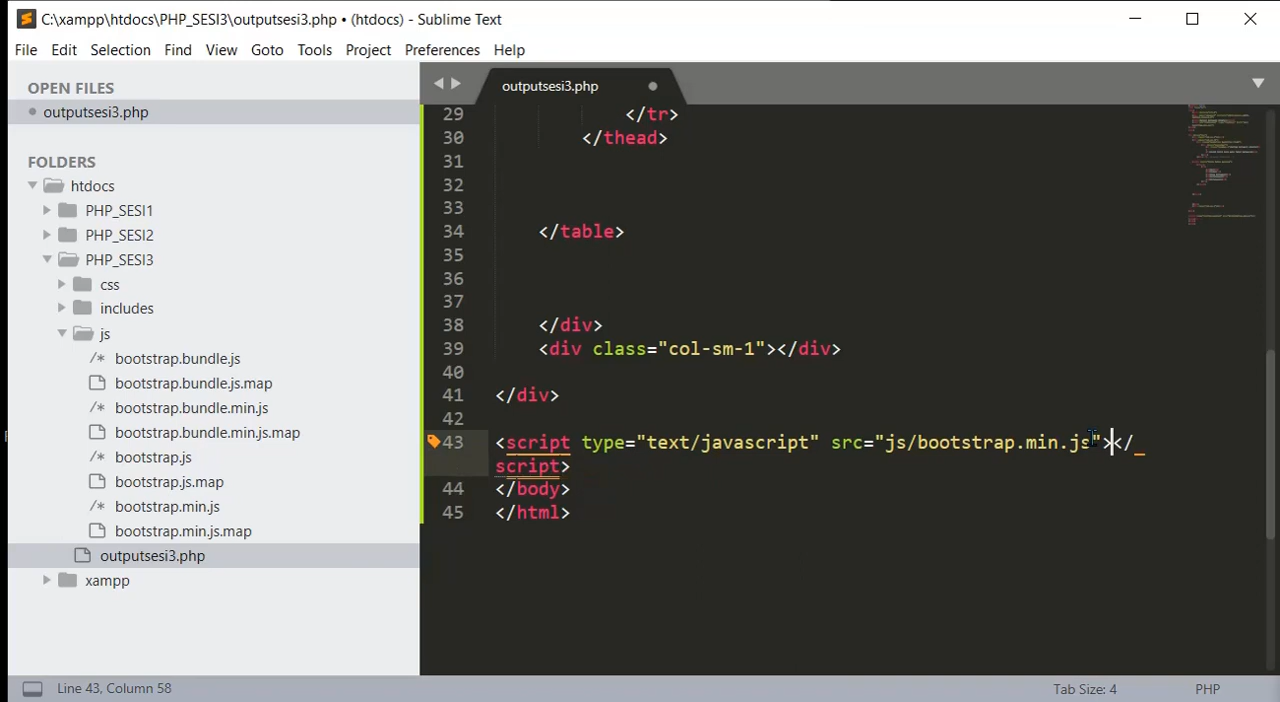 C:\xampp\htdocs\PHP_SESI3\outputsesi3.php • (htdocs) - Sublime Text
File Edit Selection Find View Goto Tools Project Preferences Help
OPEN FILES
outputsesi3.php
FOLDERS
htdocs
PHP_SESI1
PHP_SESI2
PHP_SESI3
css
includes
js
bootstrap.bundle.js
bootstrap.bundle.js.map
bootstrap.bundle.min.js
bootstrap.bundle.min.js.map
bootstrap.js
bootstrap.js.map
bootstrap.min.js
bootstrap.min.js.map
outputsesi3.php
xampp
outputsesi3.php
29 </tr>
30 </thead>
31
32
33
34 </table>
35
36
37
38 </div>
39 <div class="col-sm-1"></div>
40
41 </div>
42
43 <script type="text/javascript" src="js/bootstrap.min.js"></
script>
44 </body>
45 </html>
Line 43, Column 58
Tab Size: 4
PHP